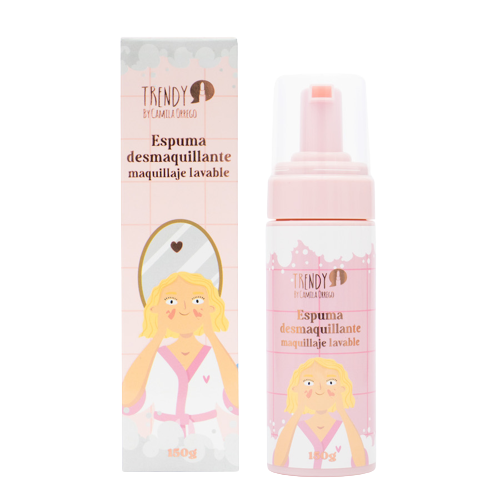 TRENDY
BY CAMILA ORREGO
Espuma
desmaquillante
maquillaje lavable
150g
TRENDY
BY CAMILA ORREGO
Espuma
desmaquillante
maquillaje lavable
150g